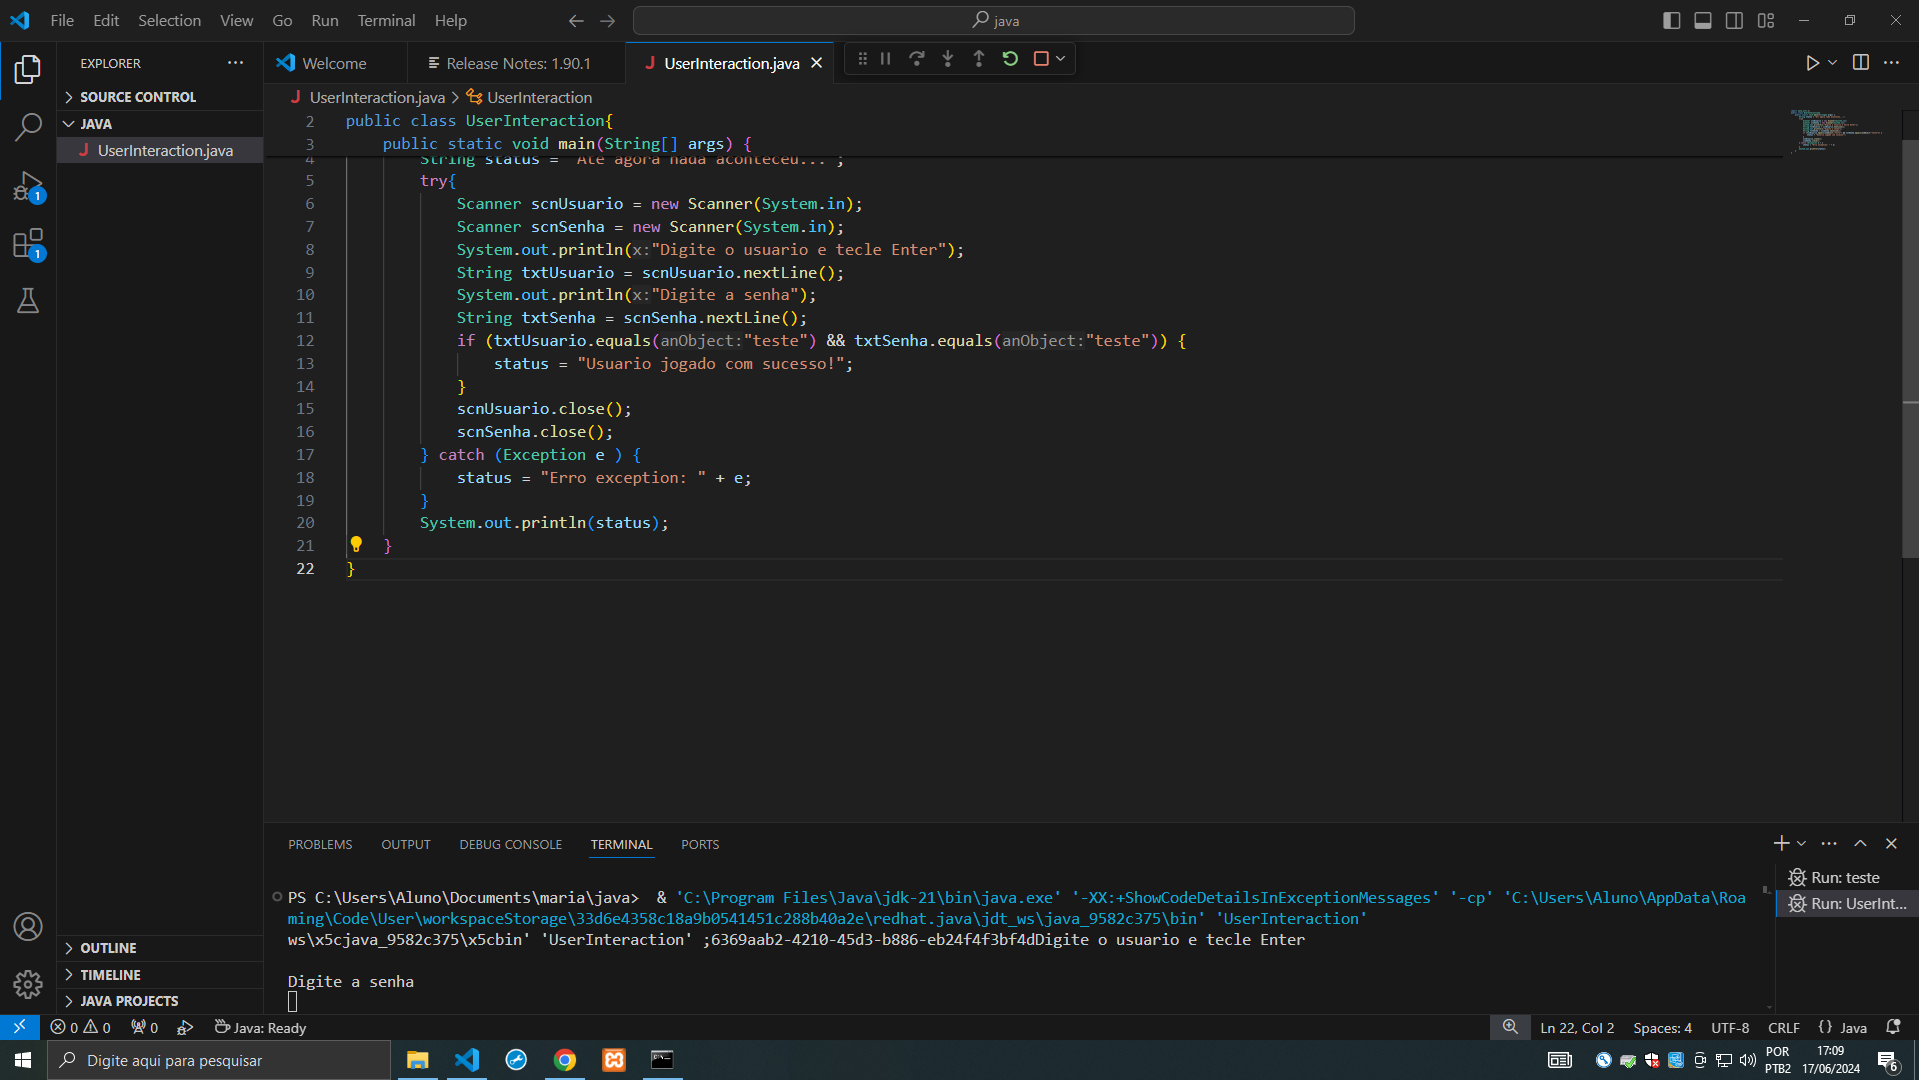 File Edit Selection View Go Run Terminal Help
java
EXPLORER
SOURCE CONTROL
JAVA
J UserInteraction.java
OUTLINE
TIMELINE
JAVA PROJECTS
1
1
Welcome
Release Notes: 1.90.1
J UserInteraction.java
J UserInteraction.java > UserInteraction
2 public class UserInteraction{
3 public static void main(String[] args) {
4 String status = "Ate agora nada aconteceu...";
5 try{
6 Scanner scnUsuario = new Scanner(System.in);
7 Scanner scnSenha = new Scanner(System.in);
8 System.out.println(x:"Digite o usuario e tecle Enter");
9 String txtUsuario = scnUsuario.nextLine();
10 System.out.println(x:"Digite a senha");
11 String txtSenha = scnSenha.nextLine();
12 if (txtUsuario.equals(anObject:"teste") && txtSenha.equals(anObject:"teste")) {
13 status = "Usuario jogado com sucesso!";
14 }
15 scnUsuario.close();
16 scnSenha.close();
17 } catch (Exception e ) {
18 status = "Erro exception: " + e;
19 }
20 System.out.println(status);
21 }
22 }
PROBLEMS OUTPUT DEBUG CONSOLE TERMINAL PORTS
PS C:\Users\Aluno\Documents\maria\java>  & 'C:\Program Files\Java\jdk-21\bin\java.exe' '-XX:+ShowCodeDetailsInExceptionMessages' '-cp' 'C:\Users\Aluno\AppData\Roa
ming\Code\User\workspaceStorage\33d6e4358c18a9b0541451c288b40a2e\redhat.java\jdt_ws\java_9582c375\bin' 'UserInteraction'
ws\x5cjava_9582c375\x5cbin' 'UserInteraction' ;6369aab2-4210-45d3-b886-eb24f4f3bf4dDigite o usuario e tecle Enter
Digite a senha
Run: teste
Run: UserInt...
0 0 0 Java: Ready
Ln 22, Col 2 Spaces: 4 UTF-8 CRLF {} Java
Digite aqui para pesquisar
POR
PTB2
17:09
17/06/2024
6